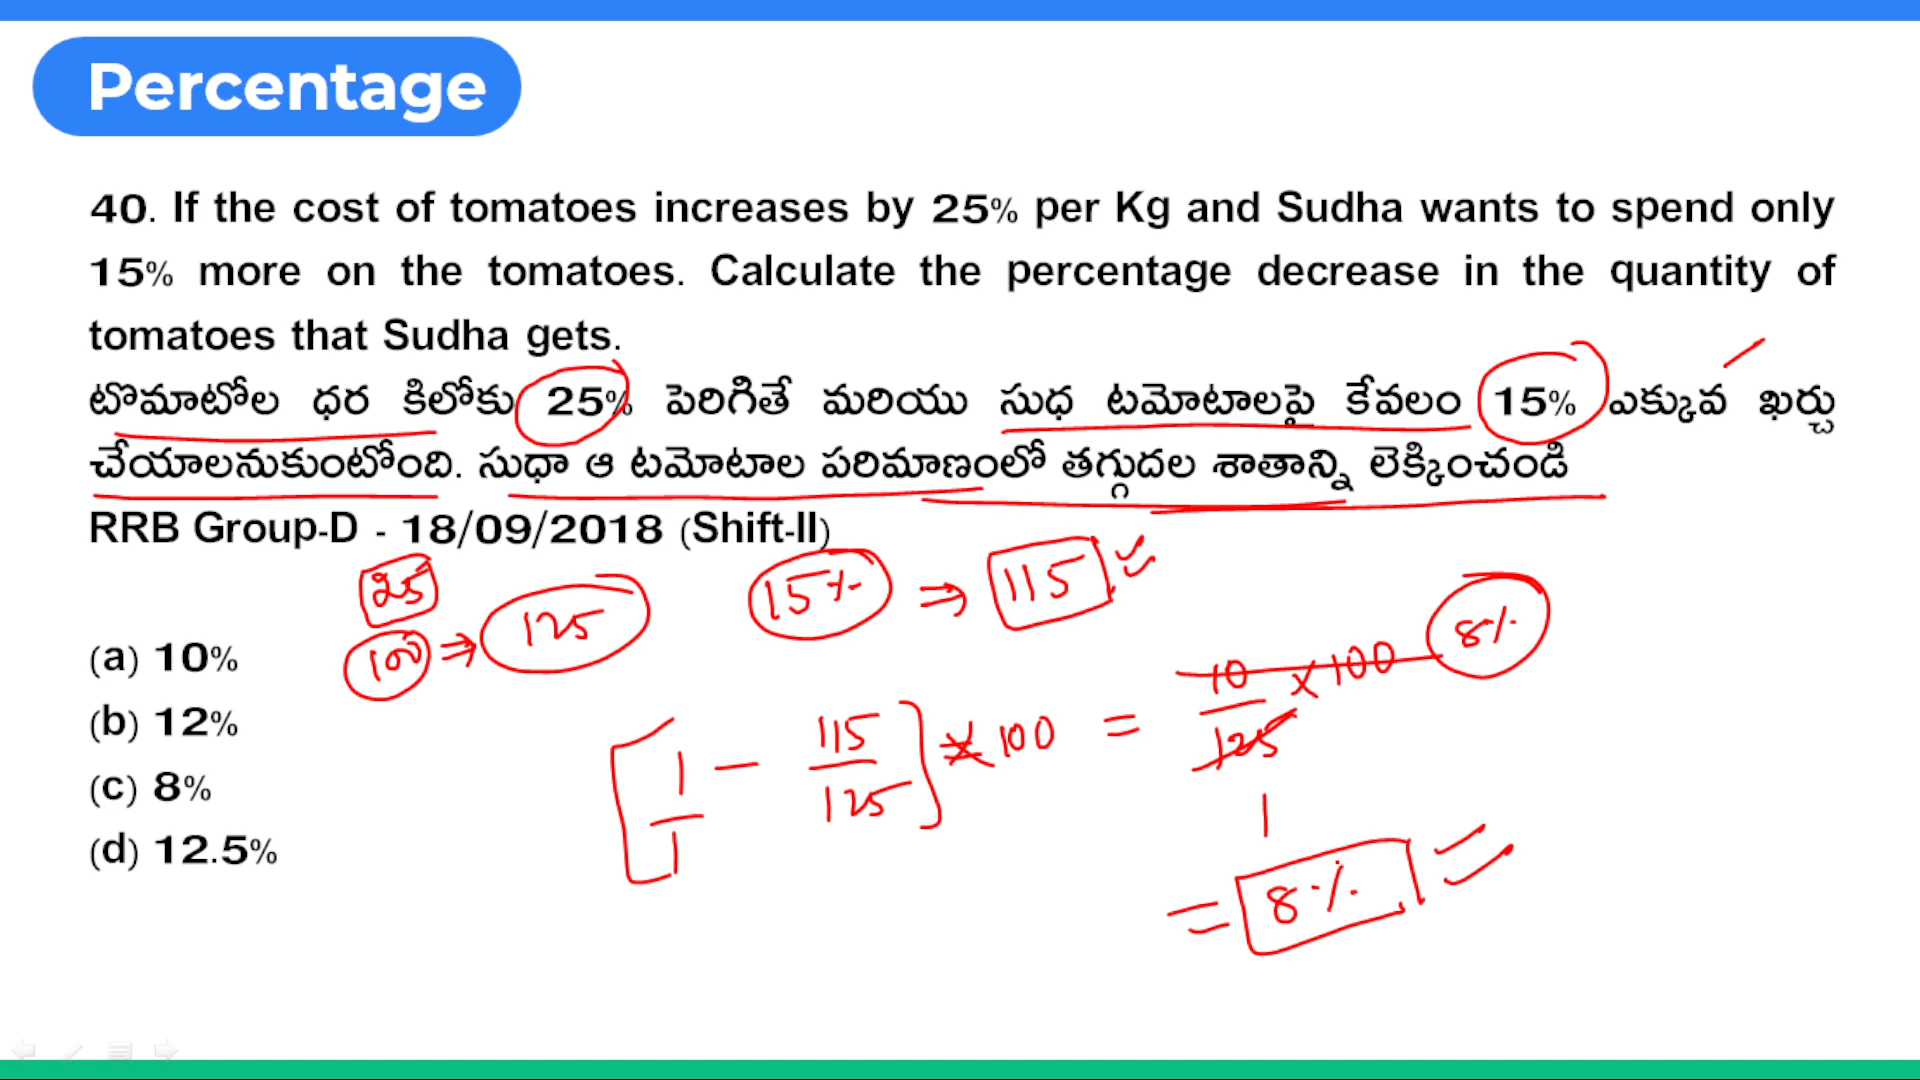 Percentage
40. If the cost of tomatoes increases by 25% per Kg and Sudha wants to spend only
15% more on the tomatoes. Calculate the percentage decrease in the quantity of
tomatoes that Sudha gets.
టొమాటోల ధర కిలోకు 25% పెరిగితే మరియు సుధ టమోటాలపై కేవలం 15% ఎక్కువ ఖర్చు
చేయాలనుకుంటోంది. సుధా ఆ టమోటాల పరిమాణంలో తగ్గుదల శాతాన్ని లెక్కించండి
RRB Group-D - 18/09/2018 (Shift-II)
25
100 ⇒ 125 15% ⇒ 115
(a) 10%
(b) 12%
(c) 8%
(d) 12.5%
[1/1 - 115/125] × 100 = 10/125 × 100 8%
1
= 8%